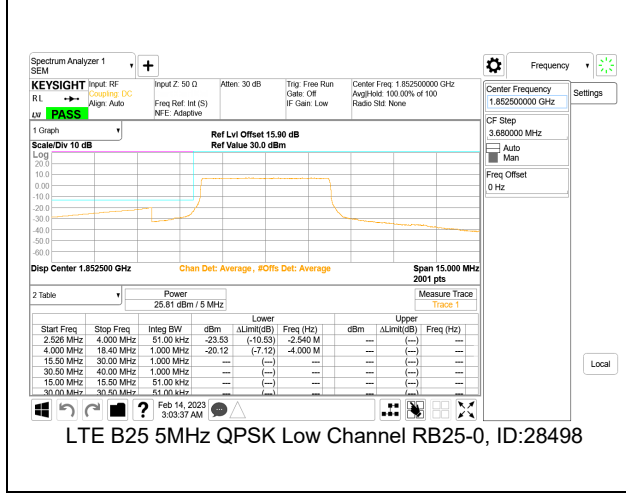 Spectrum Analyzer 1
SEM
Frequency
KEYSIGHT
Input: RF
Coupling: DC
Align: Auto
Input Z: 50 Ω
Freq Ref: Int (S)
NFE: Adaptive
Atten: 30 dB
Trig: Free Run
Gate: Off
IF Gain: Low
Center Freq: 1.852500000 GHz
Avg|Hold: 100.00% of 100
Radio Std: None
R L
LXI
PASS
Center Frequency
1.852500000 GHz
Settings
CF Step
3.680000 MHz
Auto
Man
Freq Offset
0 Hz
1 Graph
Ref Lvl Offset 15.90 dB
Scale/Div 10 dB
Ref Value 30.0 dBm
Log
20.0
10.0
0.00
-10.0
-20.0
-30.0
-40.0
-50.0
-60.0
Disp Center 1.852500 GHz
Chan Det: Average , #Offs Det: Average
Span 15.000 MHz
2001 pts
2 Table
Power
25.81 dBm / 5 MHz
Measure Trace
Trace 1
Lower Upper
Start Freq Stop Freq Integ BW dBm ΔLimit(dB) Freq (Hz) dBm ΔLimit(dB) Freq (Hz)
2.526 MHz 4.000 MHz 51.00 kHz -23.53 (-10.53) -2.540 M --- (---) ---
4.000 MHz 18.40 MHz 1.000 MHz -20.12 (-7.12) -4.000 M --- (---) ---
15.50 MHz 30.00 MHz 1.000 MHz --- (---) --- --- (---) ---
30.50 MHz 40.00 MHz 1.000 MHz --- (---) --- --- (---) ---
15.00 MHz 15.50 MHz 51.00 kHz --- (---) --- --- (---) ---
30.00 MHz 30.50 MHz 51.00 kHz --- (---) --- --- (---) ---
Local
?
Feb 14, 2023
3:03:37 AM
LTE B25 5MHz QPSK Low Channel RB25-0, ID:28498